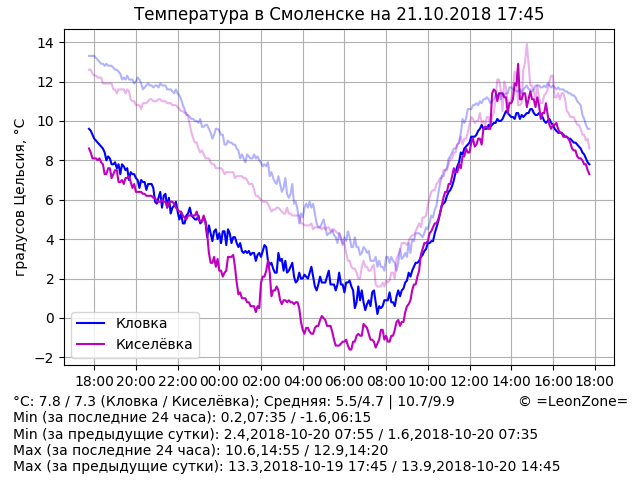 Температура в Смоленске на 21.10.2018 17:45
градусов Цельсия, °C
14
12
10
8
6
4
2
0
−2
Кловка
Киселёвка
18:00 20:00 22:00 00:00 02:00 04:00 06:00 08:00 10:00 12:00 14:00 16:00 18:00
°C: 7.8 / 7.3 (Кловка / Киселёвка); Средняя: 5.5/4.7 | 10.7/9.9 © =LeonZone=
Min (за последние 24 часа): 0.2,07:35 / -1.6,06:15
Min (за предыдущие сутки): 2.4,2018-10-20 07:55 / 1.6,2018-10-20 07:35
Max (за последние 24 часа): 10.6,14:55 / 12.9,14:20
Max (за предыдущие сутки): 13.3,2018-10-19 17:45 / 13.9,2018-10-20 14:45